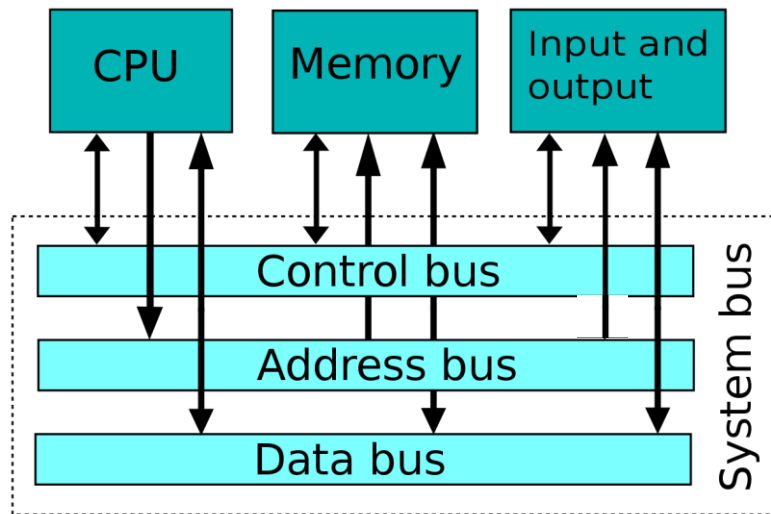 CPU
Memory
Input and
output
Control bus
Address bus
Data bus
System bus